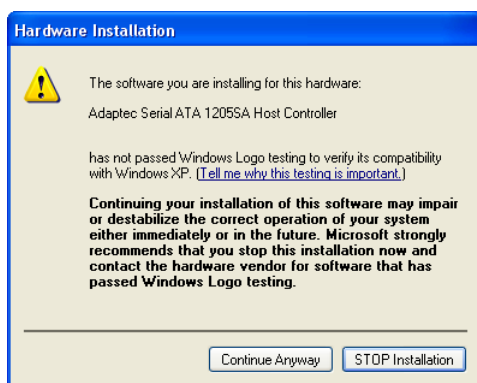 Hardware Installation
The software you are installing for this hardware:
Adaptec Serial ATA 1205SA Host Controller
has not passed Windows Logo testing to verify its compatibility
with Windows XP. (Tell me why this testing is important.)
Continuing your installation of this software may impair
or destabilize the correct operation of your system
either immediately or in the future. Microsoft strongly
recommends that you stop this installation now and
contact the hardware vendor for software that has
passed Windows Logo testing.
Continue Anyway
STOP Installation